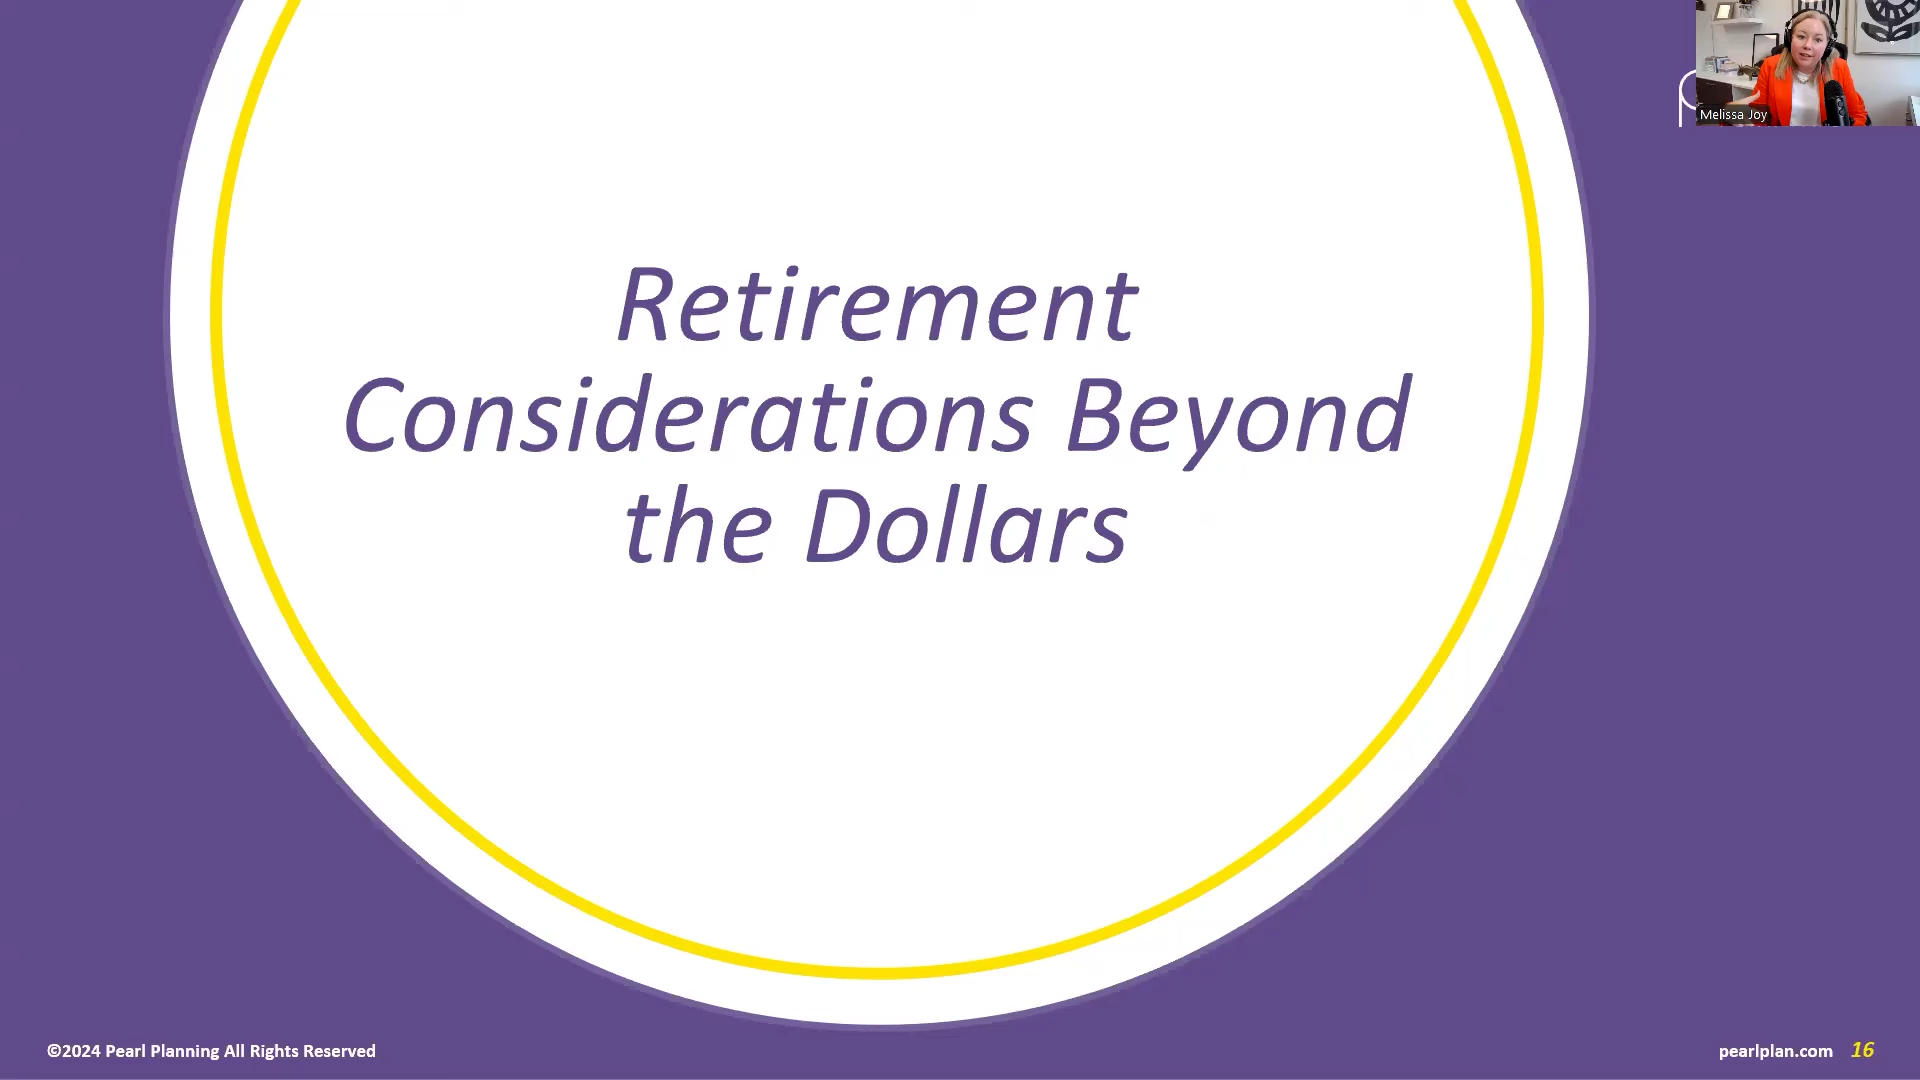 Melissa Joy
Retirement
Considerations Beyond
the Dollars
©2024 Pearl Planning All Rights Reserved
pearlplan.com 16